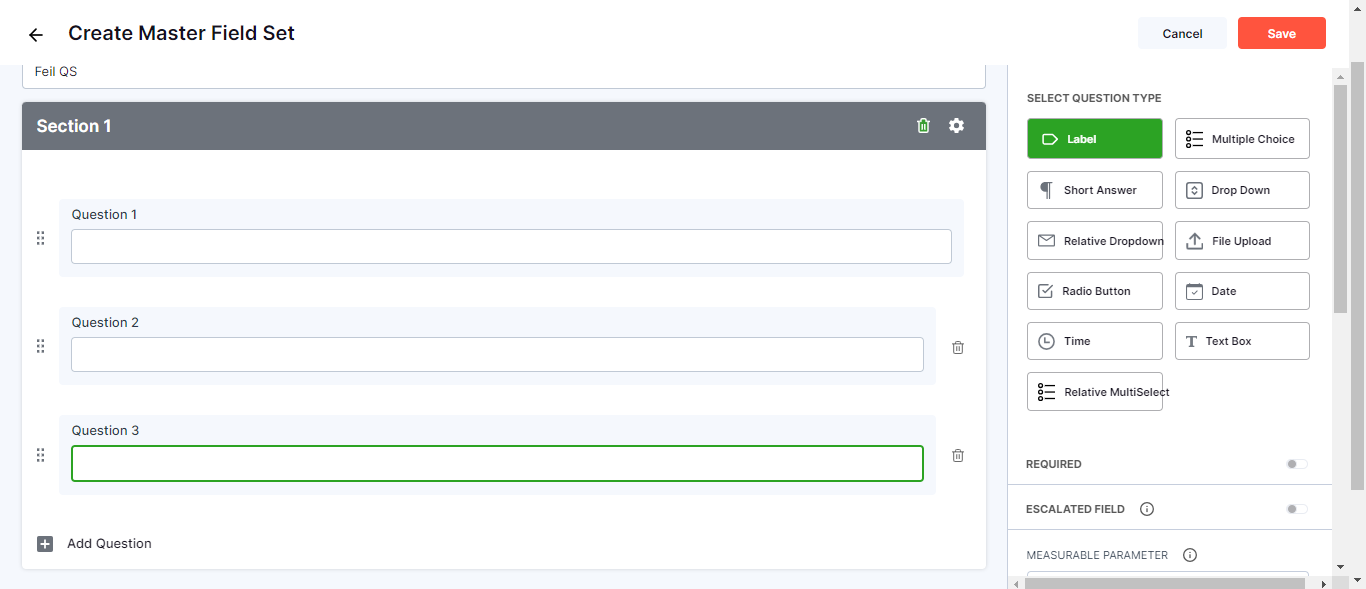 Create Master Field Set
Cancel
Save
Feil QS
Section 1
Question 1
Question 2
Question 3
Add Question
SELECT QUESTION TYPE
Label
Multiple Choice
Short Answer
Drop Down
Relative Dropdown
File Upload
Radio Button
Date
Time
Text Box
Relative MultiSelect
REQUIRED
ESCALATED FIELD
MEASURABLE PARAMETER